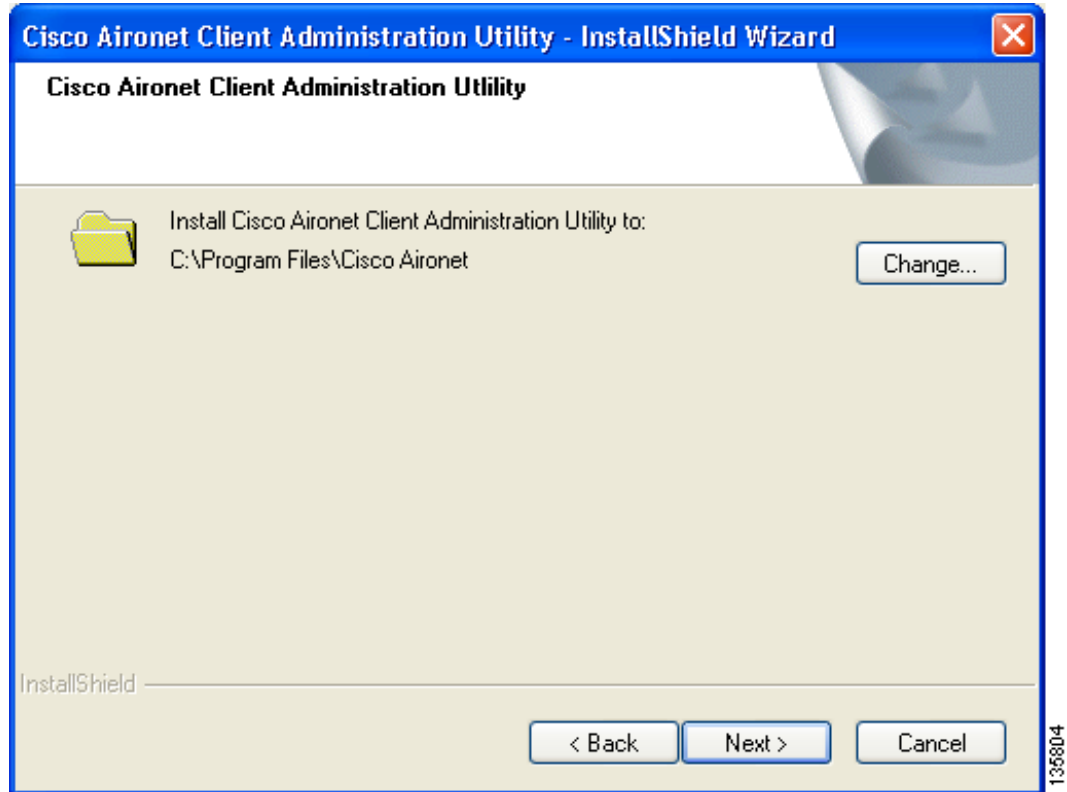 Cisco Aironet Client Administration Utility - InstallShield Wizard
Cisco Aironet Client Administration Utlility
Install Cisco Aironet Client Administration Utility to:
C:\Program Files\Cisco Aironet
Change...
InstallShield
< Back
Next >
Cancel
135804